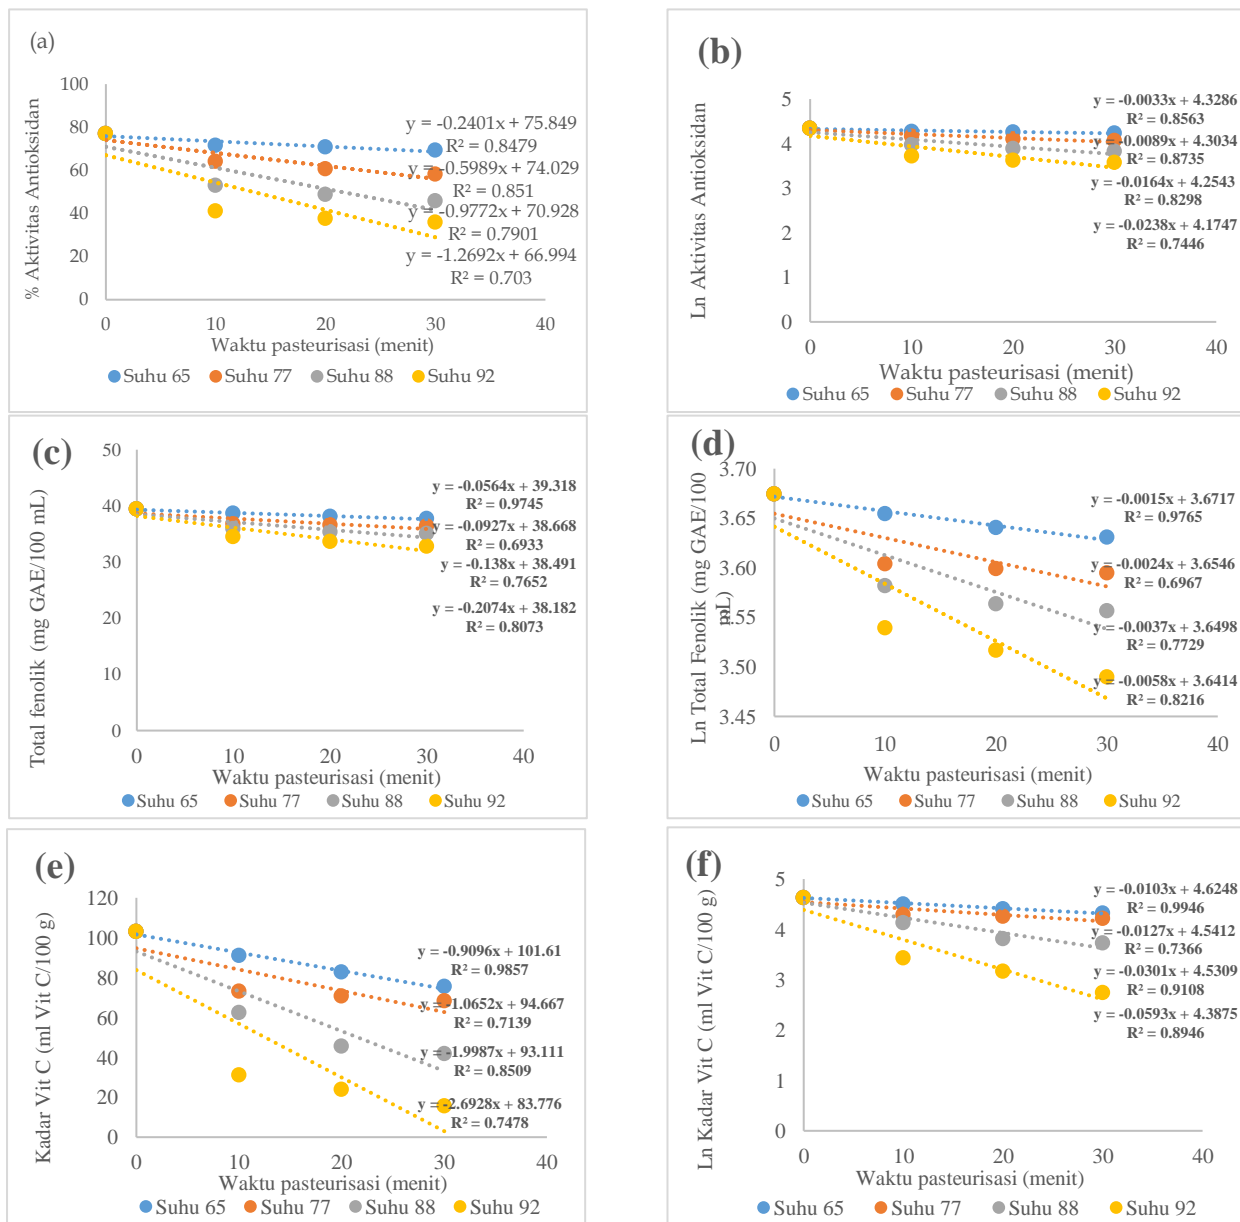 (a)
% Aktivitas Antioksidan
100
80
60
40
20
0
y = -0.2401x + 75.849
R² = 0.8479
y = -0.5989x + 74.029
R² = 0.851
y = -0.9772x + 70.928
R² = 0.7901
y = -1.2692x + 66.994
R² = 0.703
0 10 20 30 40
Waktu pasteurisasi (menit)
Suhu 65 Suhu 77 Suhu 88 Suhu 92
(b)
Ln Aktivitas Antioksidan
5
4
3
2
1
0
y = -0.0033x + 4.3286
R² = 0.8563
y = -0.0089x + 4.3034
R² = 0.8735
y = -0.0164x + 4.2543
R² = 0.8298
y = -0.0238x + 4.1747
R² = 0.7446
0 10 20 30 40
Waktu pasteurisasi (menit)
Suhu 65 Suhu 77 Suhu 88 Suhu 92
(c)
Total fenolik (mg GAE/100 mL)
50
40
30
20
10
0
y = -0.0564x + 39.318
R² = 0.9745
y = -0.0927x + 38.668
R² = 0.6933
y = -0.138x + 38.491
R² = 0.7652
y = -0.2074x + 38.182
R² = 0.8073
0 10 20 30 40
Waktu pasteurisasi (menit)
Suhu 65 Suhu 77 Suhu 88 Suhu 92
(d)
Ln Total Fenolik (mg GAE/100
mL)
3.70
3.65
3.60
3.55
3.50
3.45
y = -0.0015x + 3.6717
R² = 0.9765
y = -0.0024x + 3.6546
R² = 0.6967
y = -0.0037x + 3.6498
R² = 0.7729
y = -0.0058x + 3.6414
R² = 0.8216
0 10 20 30 40
Waktu pasteurisasi (menit)
Suhu 65 Suhu 77 Suhu 88 Suhu 92
(e)
Kadar Vit C (ml Vit C/100 g)
120
100
80
60
40
20
0
y = -0.9096x + 101.61
R² = 0.9857
y = -1.0652x + 94.667
R² = 0.7139
y = -1.9987x + 93.111
R² = 0.8509
y = -2.6928x + 83.776
R² = 0.7478
0 10 20 30 40
Waktu pasteurisasi (menit)
Suhu 65 Suhu 77 Suhu 88 Suhu 92
(f)
Ln Kadar Vit C (ml Vit C/100 g)
5
4
3
2
1
0
y = -0.0103x + 4.6248
R² = 0.9946
y = -0.0127x + 4.5412
R² = 0.7366
y = -0.0301x + 4.5309
R² = 0.9108
y = -0.0593x + 4.3875
R² = 0.8946
0 10 20 30 40
Waktu pasteurisasi (menit)
Suhu 65 Suhu 77 Suhu 88 Suhu 92